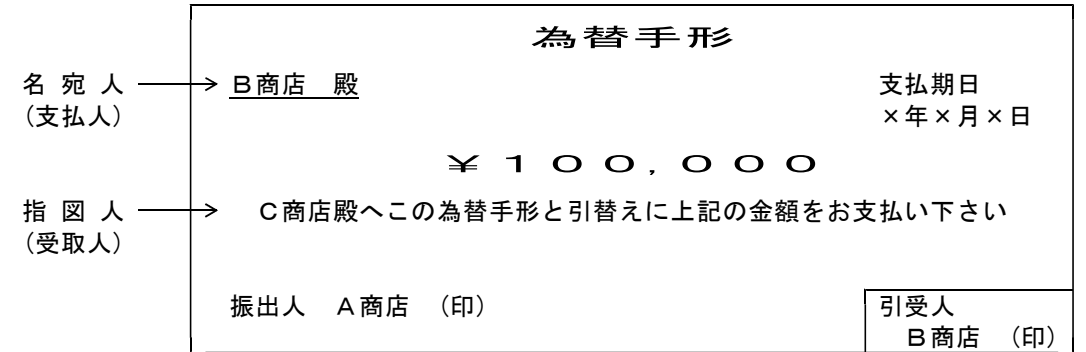 為替手形
名宛人 → B商店 殿 支払期日
(支払人) ×年×月×日
¥100,000
指図人 → C商店殿へこの為替手形と引替えに上記の金額をお支払い下さい
(受取人)
振出人 A商店 (印) 引受人
B商店 (印)